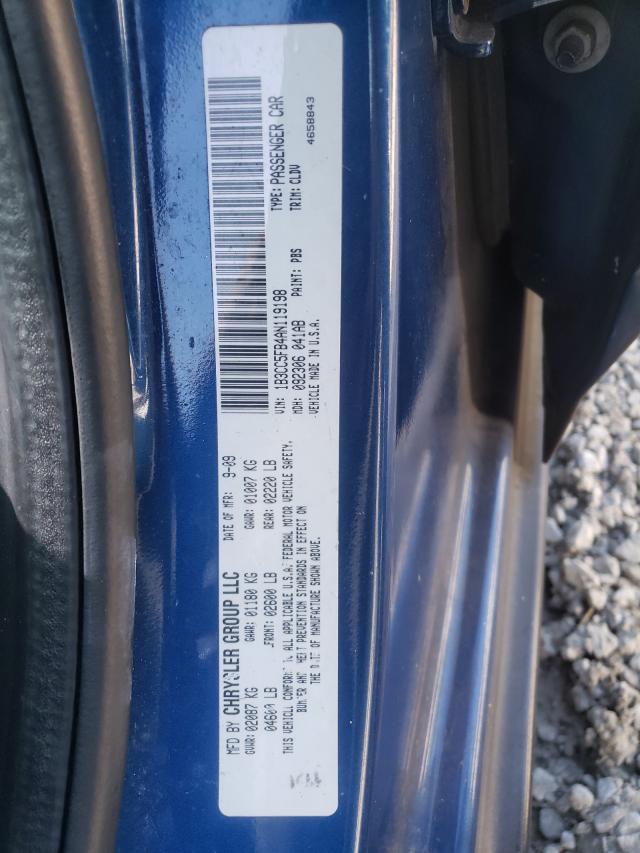 MFD BY CHRYSLER GROUP LLC
DATE OF MFR: 9-09
GVWR: 02087 KG
GAWR: 01180 KG
GAWR: 01007 KG
04600 LB
FRONT: 02600 LB
REAR: 02220 LB
THIS VEHICLE CONFORMS TO ALL APPLICABLE U.S.A. FEDERAL MOTOR VEHICLE SAFETY,
BUMPER AND THEFT PREVENTION STANDARDS IN EFFECT ON
THE DATE OF MANUFACTURE SHOWN ABOVE.
1B3CC5FB4AN119198
VIN:
TYPE: PASSENGER CAR
MDH: 092306 041AB
PAINT: PBS
TRIM: CLDV
VEHICLE MADE IN U.S.A.
4658843